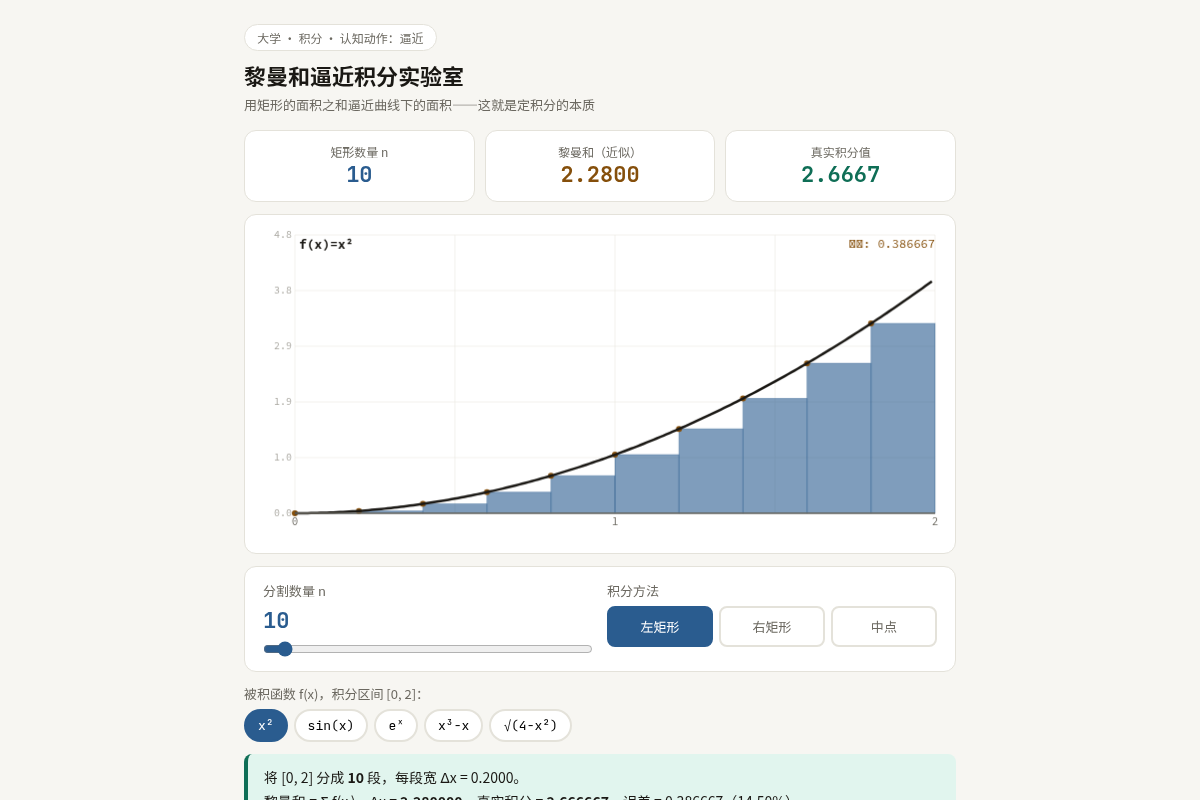 大学 · 积分 · 认知动作：逼近
黎曼和逼近积分实验室
用矩形的面积之和逼近曲线下的面积——这就是定积分的本质
矩形数量 n
10
黎曼和（近似）
2.2800
真实积分值
2.6667
f(x)=x²
: 0.386667
4.8
3.8
2.9
1.9
1.0
0.0
0
1
2
分割数量 n
10
积分方法
左矩形
右矩形
中点
被积函数 f(x)，积分区间 [0, 2]：
x²
sin(x)
eˣ
x³-x
√(4-x²)
将 [0, 2] 分成 10 段，每段宽 Δx = 0.2000。